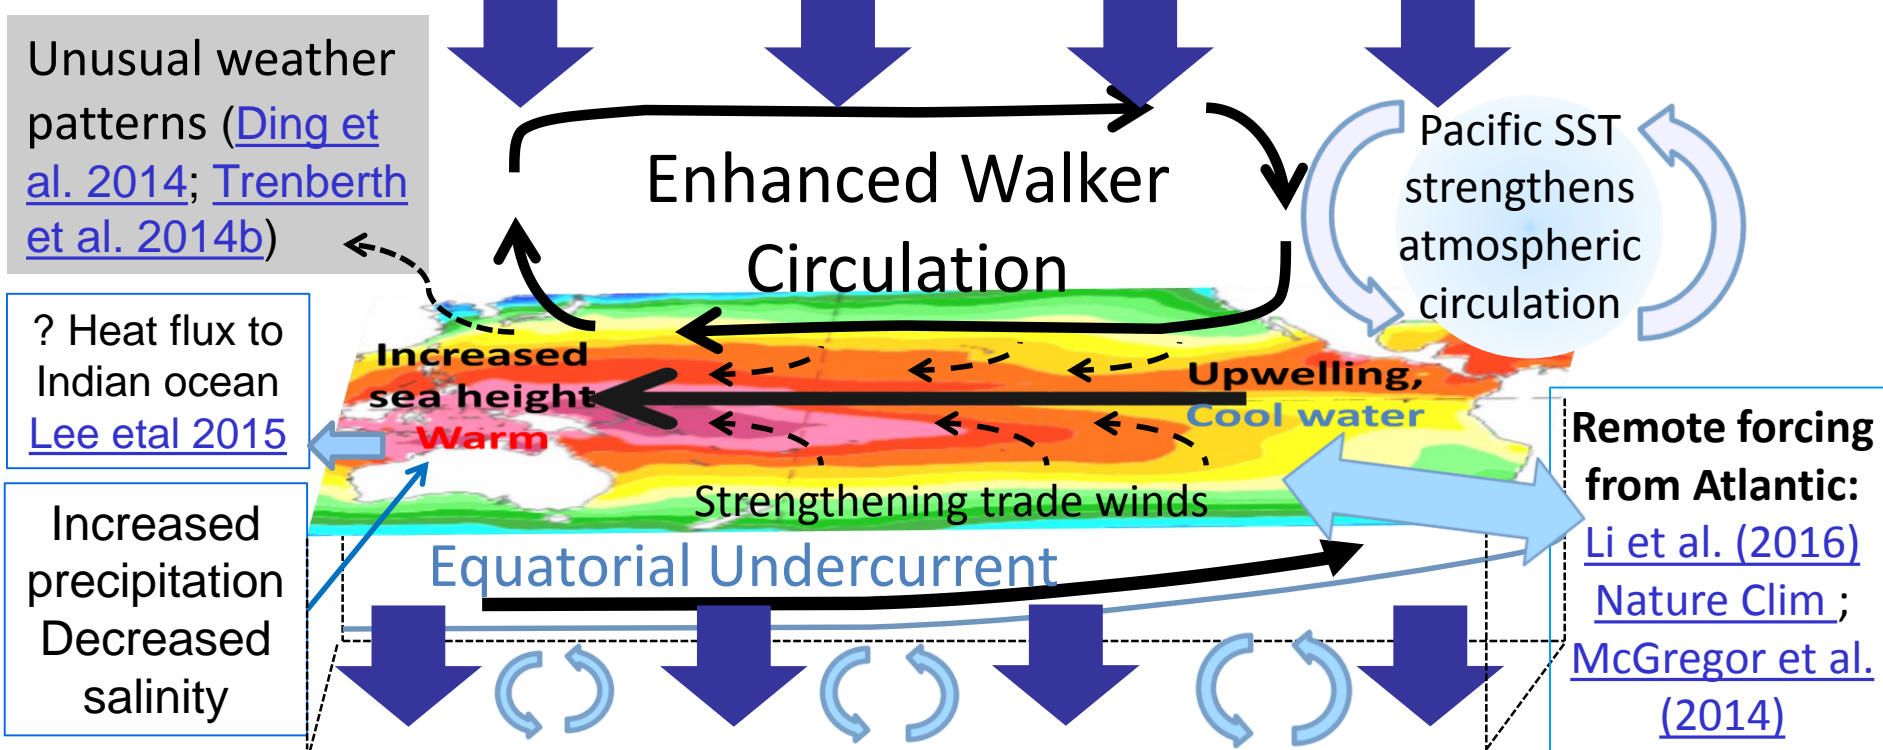 Unusual weather
patterns (Ding et
al. 2014; Trenberth
et al. 2014b)
? Heat flux to
Indian ocean
Lee etal 2015
Increased
precipitation
Decreased
salinity
Enhanced Walker
Circulation
Pacific SST
strengthens
atmospheric
circulation
Increased
sea height
Warm
Upwelling,
Cool water
Strengthening trade winds
Equatorial Undercurrent
Remote forcing
from Atlantic:
Li et al. (2016)
Nature Clim ;
McGregor et al.
(2014)